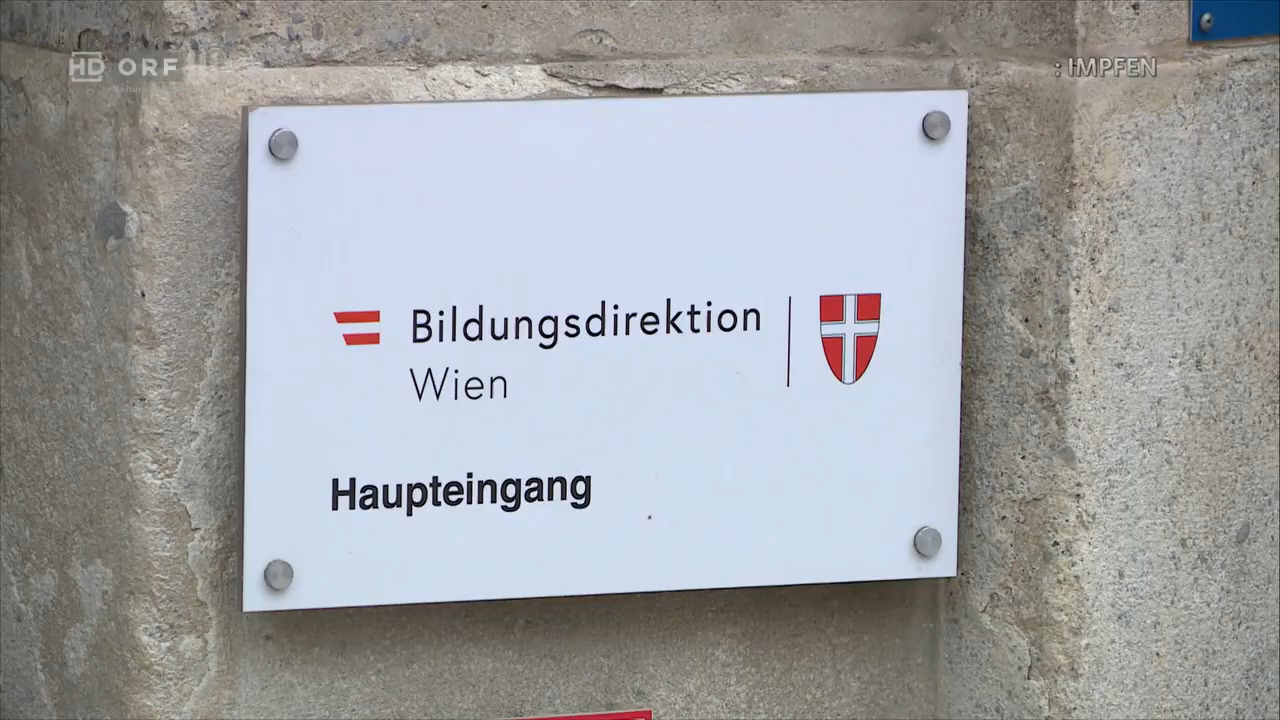 HD ORF
: IMPFEN
Bildungsdirektion
Wien
Haupteingang